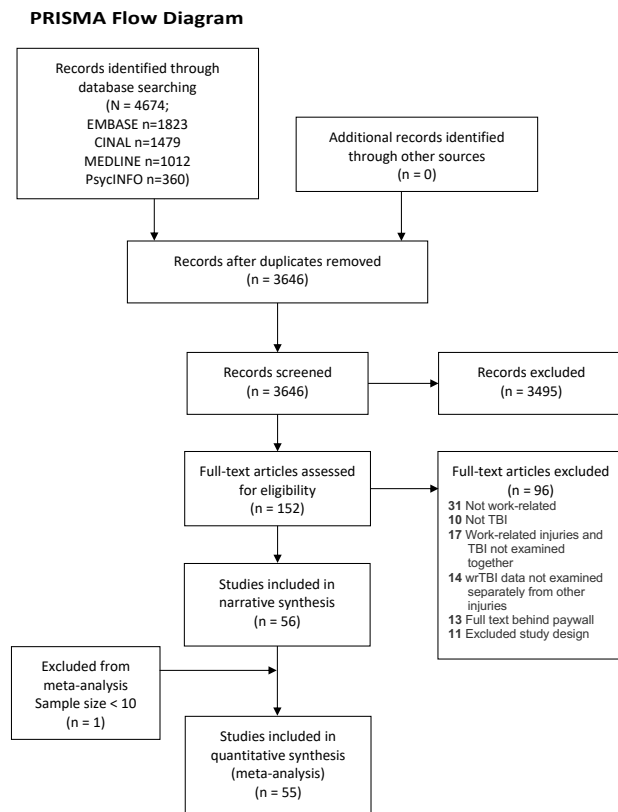 PRISMA Flow Diagram
Records identified through
database searching
(N = 4674;
EMBASE n=1823
CINAL n=1479
MEDLINE n=1012
PsycINFO n=360)
Additional records identified
through other sources
(n = 0)
Records after duplicates removed
(n = 3646)
Records screened
(n = 3646)
Records excluded
(n = 3495)
Full-text articles assessed
for eligibility
(n = 152)
Full-text articles excluded
(n = 96)
31 Not work-related
10 Not TBI
17 Work-related injuries and
TBI not examined
together
14 wrTBI data not examined
separately from other
injuries
13 Full text behind paywall
11 Excluded study design
Studies included in
narrative synthesis
(n = 56)
Excluded from
meta-analysis
Sample size < 10
(n = 1)
Studies included in
quantitative synthesis
(meta-analysis)
(n = 55)